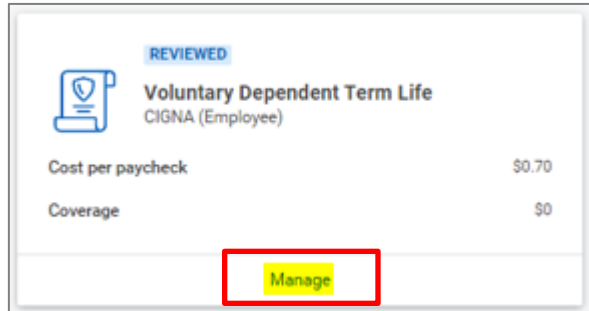 REVIEWED
Voluntary Dependent Term Life
CIGNA (Employee)
Cost per paycheck $0.70
Coverage $0
Manage